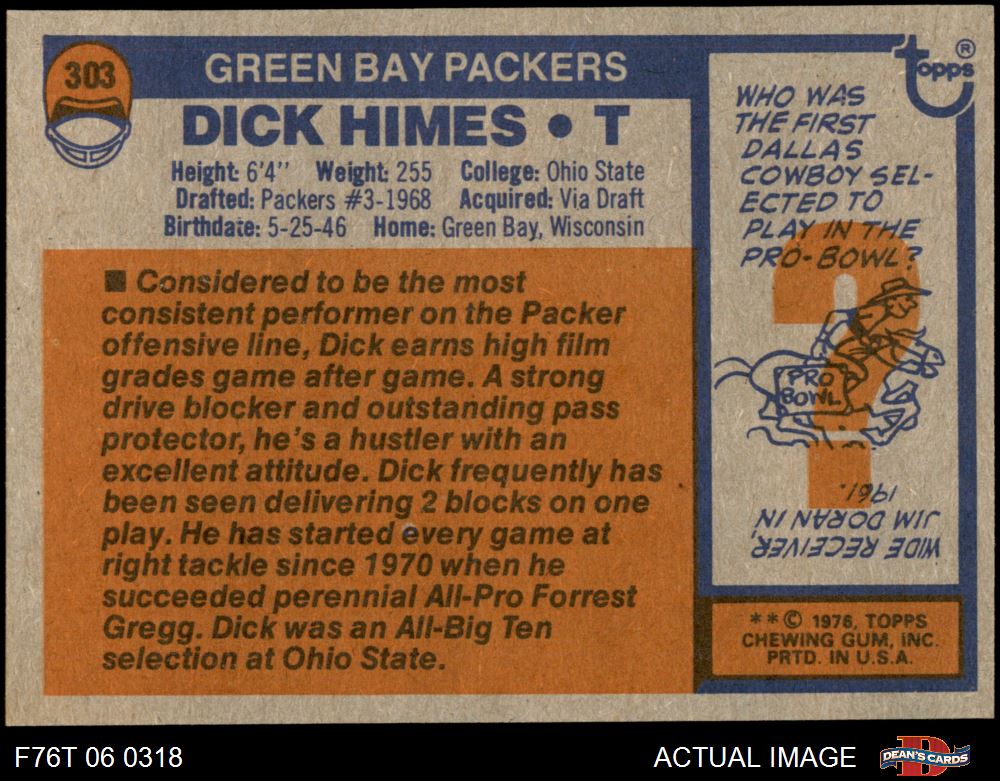 303
GREEN BAY PACKERS
DICK HIMES • T
Height: 6'4" Weight: 255 College: Ohio State
Drafted: Packers #3-1968 Acquired: Via Draft
Birthdate: 5-25-46 Home: Green Bay, Wisconsin
■ Considered to be the most
consistent performer on the Packer
offensive line, Dick earns high film
grades game after game. A strong
drive blocker and outstanding pass
protector, he's a hustler with an
excellent attitude. Dick frequently has
been seen delivering 2 blocks on one
play. He has started every game at
right tackle since 1970 when he
succeeded perennial All-Pro Forrest
Gregg. Dick was an All-Big Ten
selection at Ohio State.
topps®
WHO WAS
THE FIRST
DALLAS
COWBOY SEL-
ECTED TO
PLAY IN THE
PRO-BOWL?
?
PRO
BOWL
WIDE RECEIVER,
JIM DORAN IN
1961.
**© 1976, TOPPS
CHEWING GUM, INC.
PRTD. IN U.S.A.
F76T 06 0318
ACTUAL IMAGE
D
DEAN'S CARDS